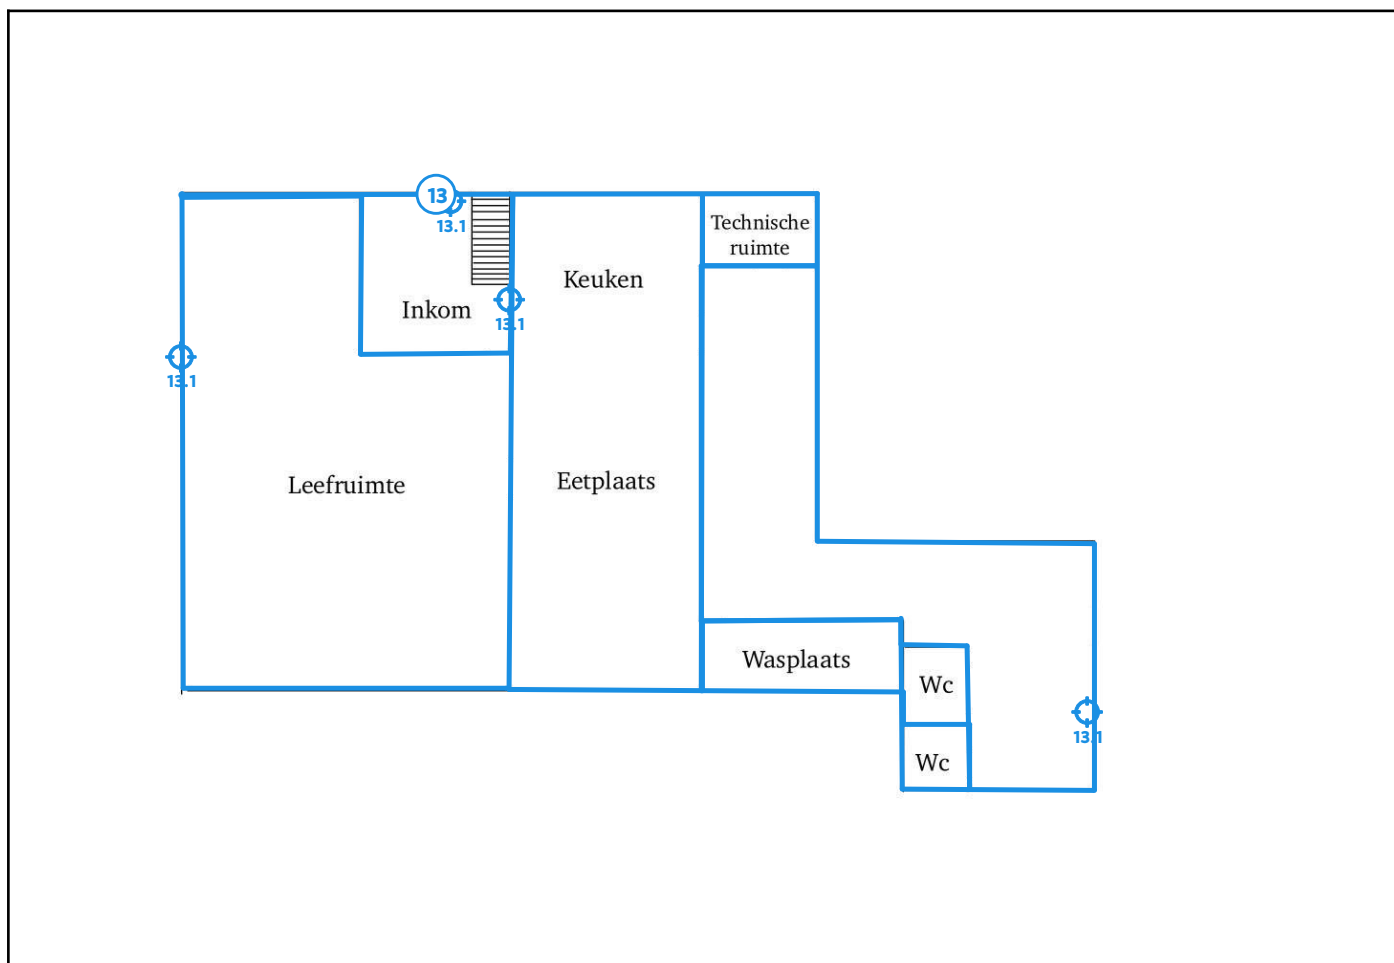 13
13.1
Technische
ruimte
Keuken
Inkom
13.1
13.1
Leefruimte
Eetplaats
Wasplaats
Wc
13.1
Wc